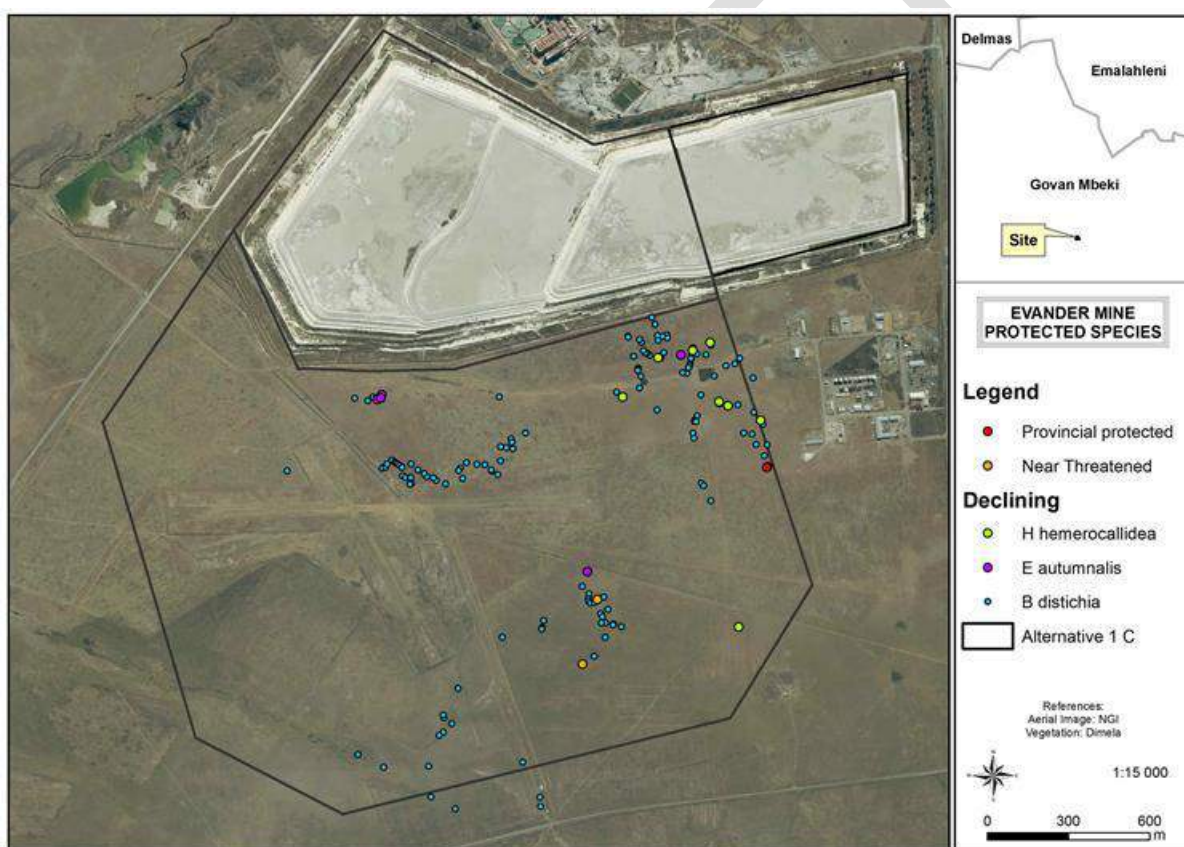 Delmas
Emalahleni
Govan Mbeki
Site
EVANDER MINE
PROTECTED SPECIES
Legend
Provincial protected
Near Threatened
Declining
H hemerocallidea
E autumnalis
B distichia
Alternative 1 C
References:
Aerial Image: NGI
Vegetation: Dimela
1:15 000
0 300 600
m